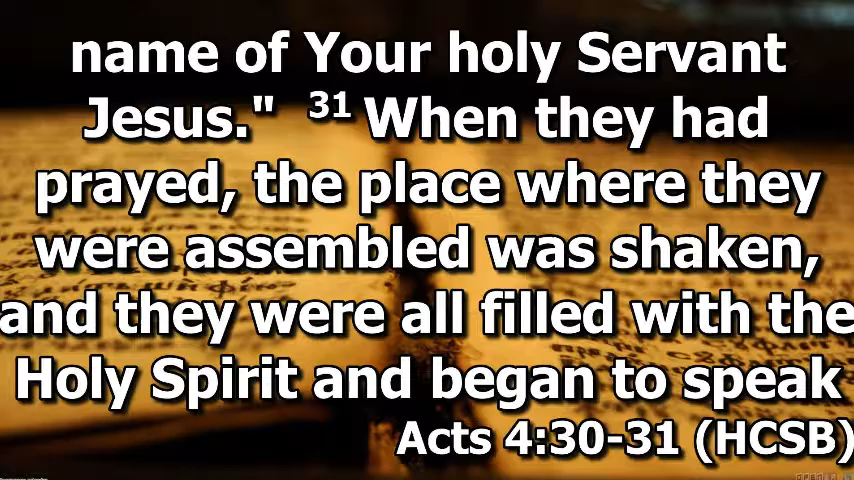 name of Your holy Servant
Jesus."  31 When they had
prayed, the place where they
were assembled was shaken,
and they were all filled with the
Holy Spirit and began to speak
Acts 4:30-31 (HCSB)